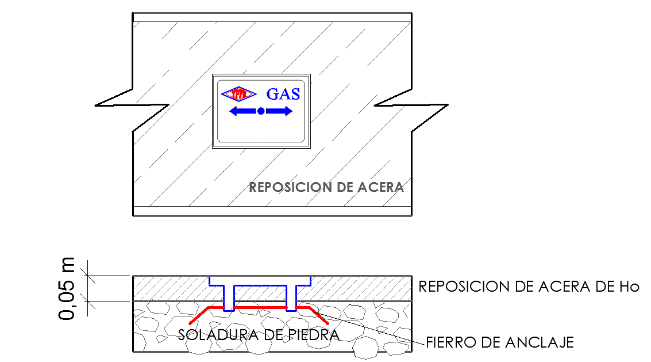 GAS
REPOSICION DE ACERA
0,05 m
REPOSICION DE ACERA DE Ho
SOLADURA DE PIEDRA
FIERRO DE ANCLAJE